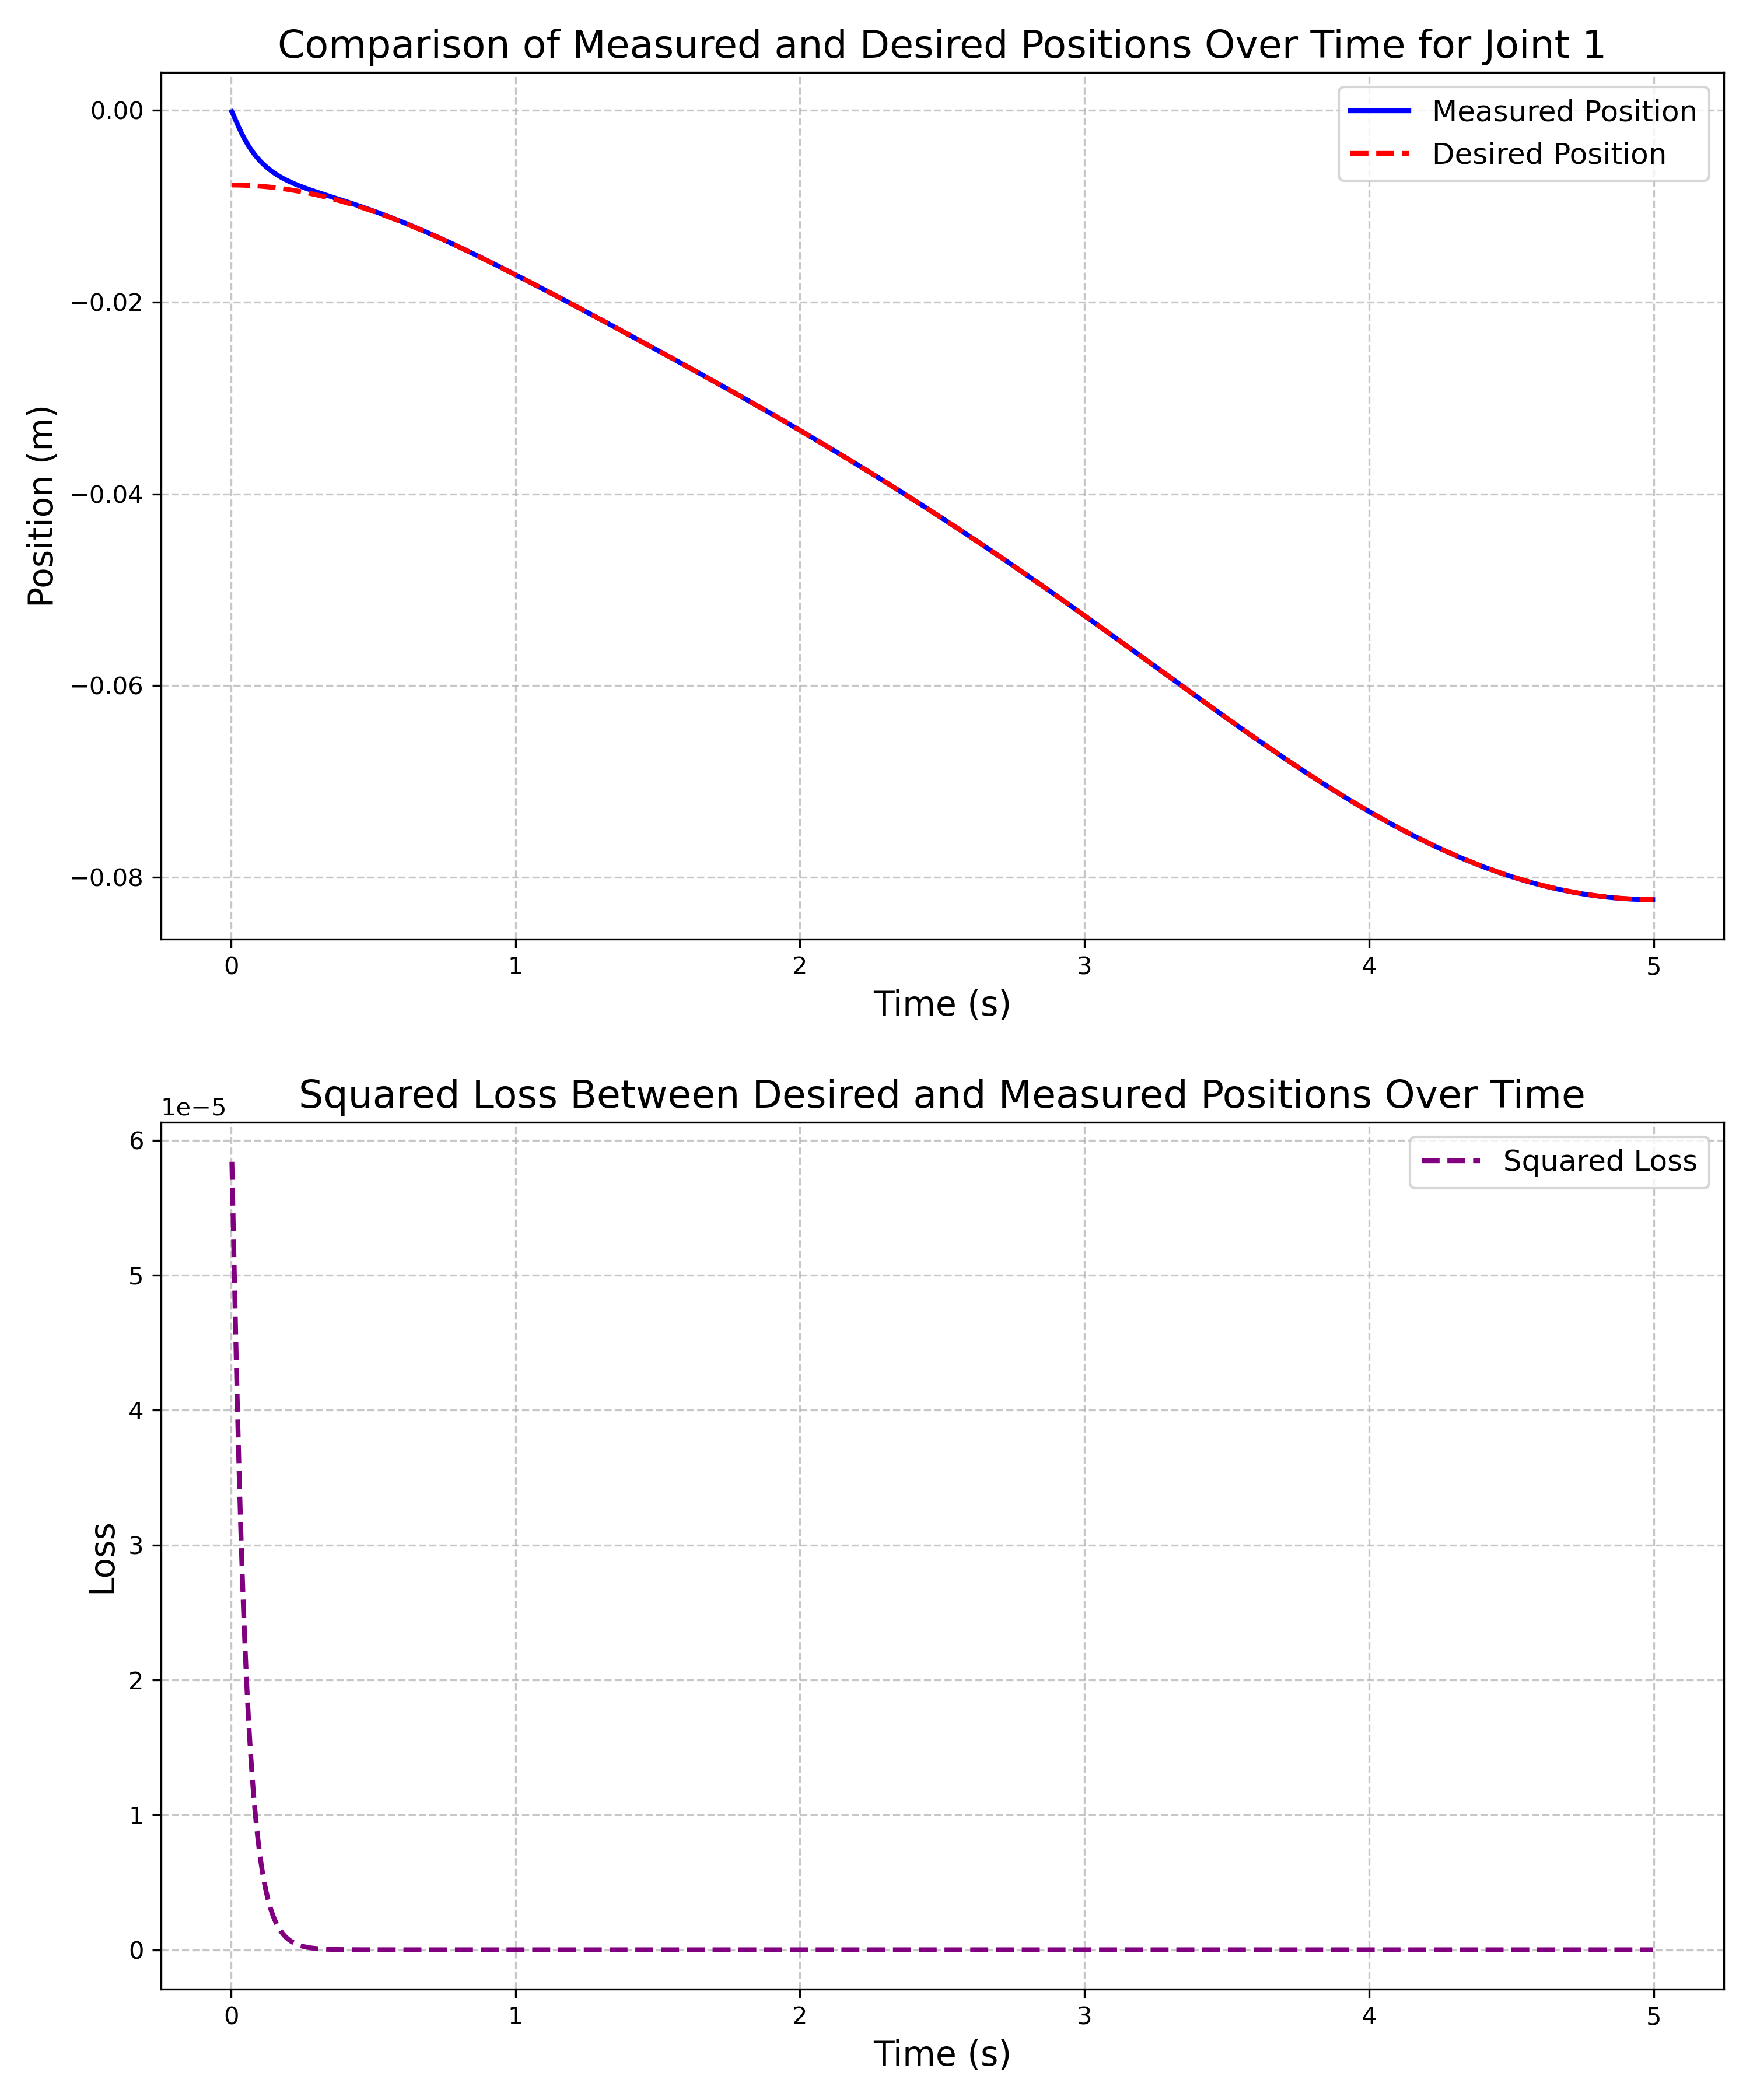 Comparison of Measured and Desired Positions Over Time for Joint 1
Measured Position
Desired Position
0.00
−0.02
−0.04
−0.06
−0.08
Position (m)
0 1 2 3 4 5
Time (s)
Squared Loss Between Desired and Measured Positions Over Time
1e−5
Squared Loss
6
5
4
3
2
1
0
Loss
0 1 2 3 4 5
Time (s)